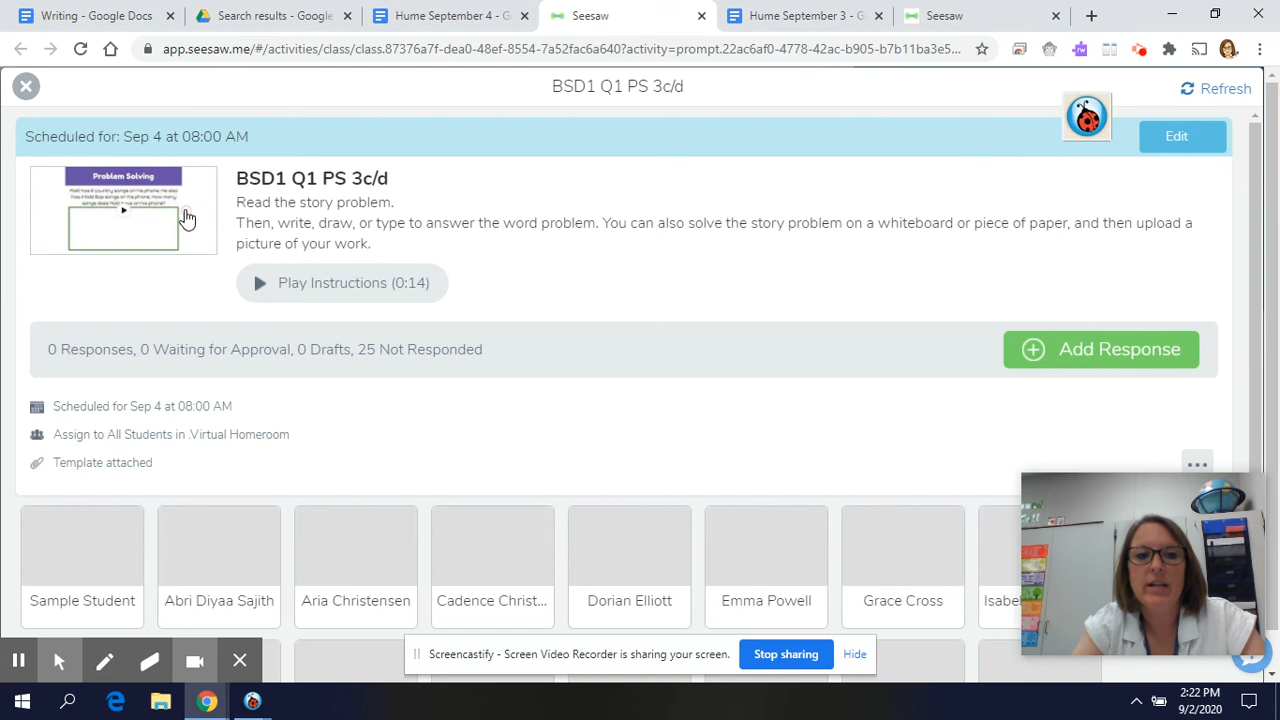 Writing - Google Docs
Search results - Google
Hume September 4 - G
Seesaw
Hume September 3 - G
Seesaw
app.seesaw.me/#/activities/class/class.87376a7f-dea0-48ef-8554-7a52fac6a640?activity=prompt.22ac6af0-4778-42ac-b905-b7b11ba3e5...
BSD1 Q1 PS 3c/d
Refresh
Scheduled for: Sep 4 at 08:00 AM
Edit
Problem Solving
BSD1 Q1 PS 3c/d
Read the story problem.
Then, write, draw, or type to answer the word problem. You can also solve the story problem on a whiteboard or piece of paper, and then upload a
picture of your work.
Play Instructions (0:14)
0 Responses, 0 Waiting for Approval, 0 Drafts, 25 Not Responded
Add Response
Scheduled for Sep 4 at 08:00 AM
Assign to All Students in .Virtual Homeroom
Template attached
Sample Student
Abri Diyaa Sajith
Aria Christensen
Cadence Christ...
Dorian Elliott
Emma Powell
Grace Cross
Isabe
Screencastify - Screen Video Recorder is sharing your screen.
Stop sharing
Hide
2:22 PM
9/2/2020